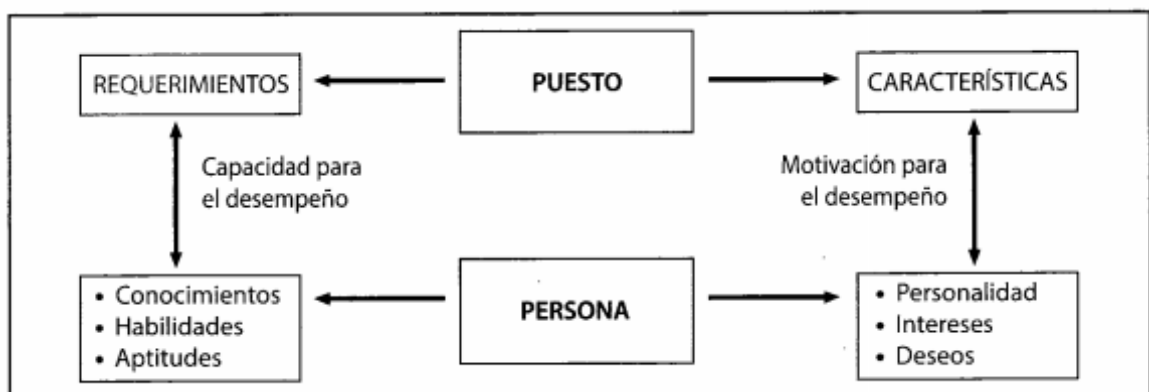 REQUERIMIENTOS
PUESTO
CARACTERÍSTICAS
Capacidad para
el desempeño
Motivación para
el desempeño
• Conocimientos
• Habilidades
• Aptitudes
PERSONA
• Personalidad
• Intereses
• Deseos